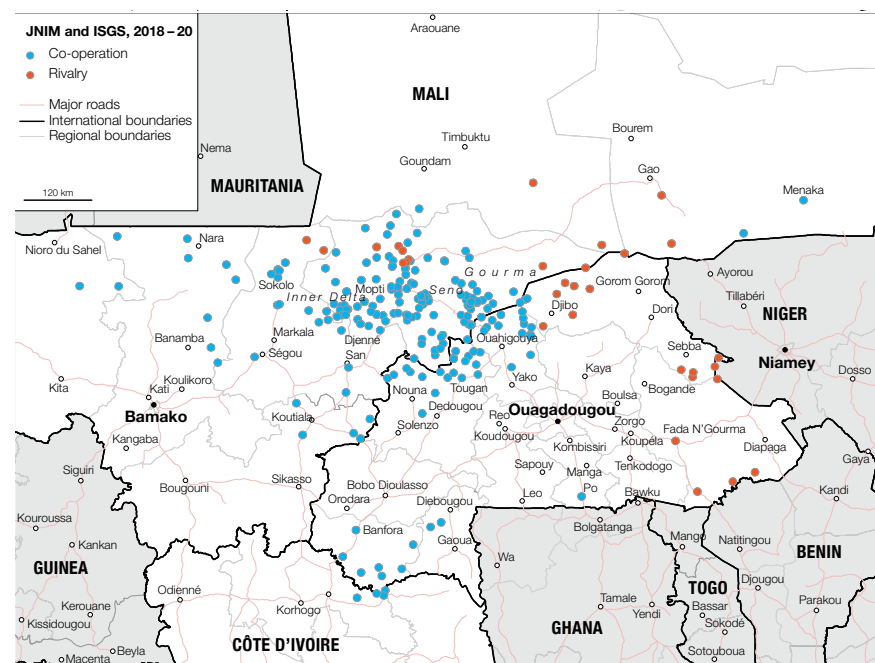 JNIM and ISGS, 2018–20
Co-operation
Rivalry
Major roads
International boundaries
Regional boundaries
120 km
Araouane
MALI
Timbuktu
Bourem
Goundam
Gao
Nema
MAURITANIA
Menaka
Nioro du Sahel
Nara
Gourma
Sokolo
Mopti
Seno
Inner Delta
Gorom Gorom
Ayorou
Djibo
Dori
Tillabéri
NIGER
Banamba
Markala
Djenné
Ouahigouya
Ségou
San
Sebba
Niamey
Kita
Kati
Koulikoro
Nouna
Tougan
Yako
Kaya
Bogande
Dosso
Bamako
Koutiala
Dedougou
Ouagadougou
Boulsa
Kangaba
Solenzo
Reo
Koudougou
Zorgo
Koupéla
Fada N'Gourma
Diapaga
Kombissiri
Gaya
Siguiri
Bougouni
Sikasso
Bobo Dioulasso
Sapouy
Manga
Tenkodogo
Orodara
Diebougou
Leo
Po
Bawku
Kandi
Kouroussa
Kankan
Banfora
Gaoua
Bolgatanga
Mango
Natitingou
GUINEA
Wa
BENIN
Odienné
Korhogo
TOGO
Djougou
Kerouane
Kissidougou
Tamale
Yendi
Bassar
Parakou
Sokodé
CÔTE D'IVOIRE
GHANA
Beyla
Macenta
Sotouboua